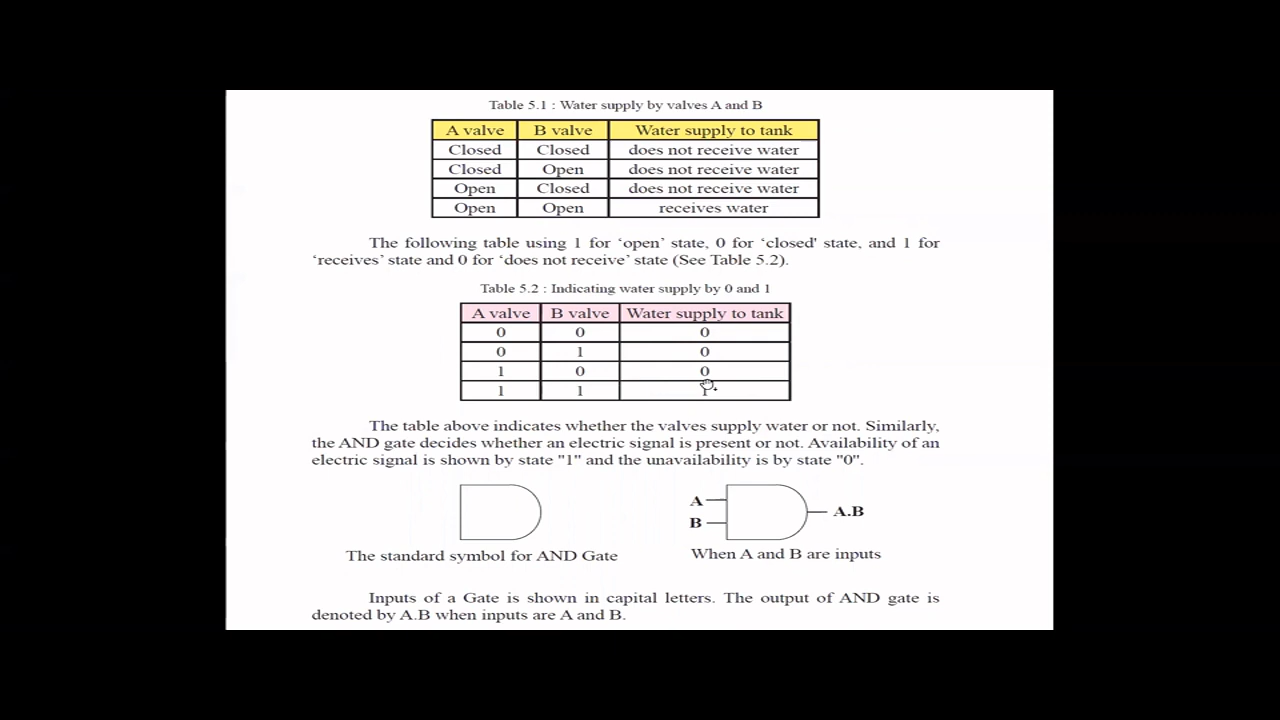 Table 5.1 : Water supply by valves A and B
A valve B valve Water supply to tank
Closed Closed does not receive water
Closed Open does not receive water
Open Closed does not receive water
Open Open receives water
The following table using 1 for ‘open’ state, 0 for ‘closed' state, and 1 for
‘receives’ state and 0 for ‘does not receive’ state (See Table 5.2).
Table 5.2 : Indicating water supply by 0 and 1
A valve B valve Water supply to tank
0 0 0
0 1 0
1 0 0
1 1 1
The table above indicates whether the valves supply water or not. Similarly,
the AND gate decides whether an electric signal is present or not. Availability of an
electric signal is shown by state "1" and the unavailability is by state "0".
A
B
A.B
The standard symbol for AND Gate
When A and B are inputs
Inputs of a Gate is shown in capital letters. The output of AND gate is
denoted by A.B when inputs are A and B.